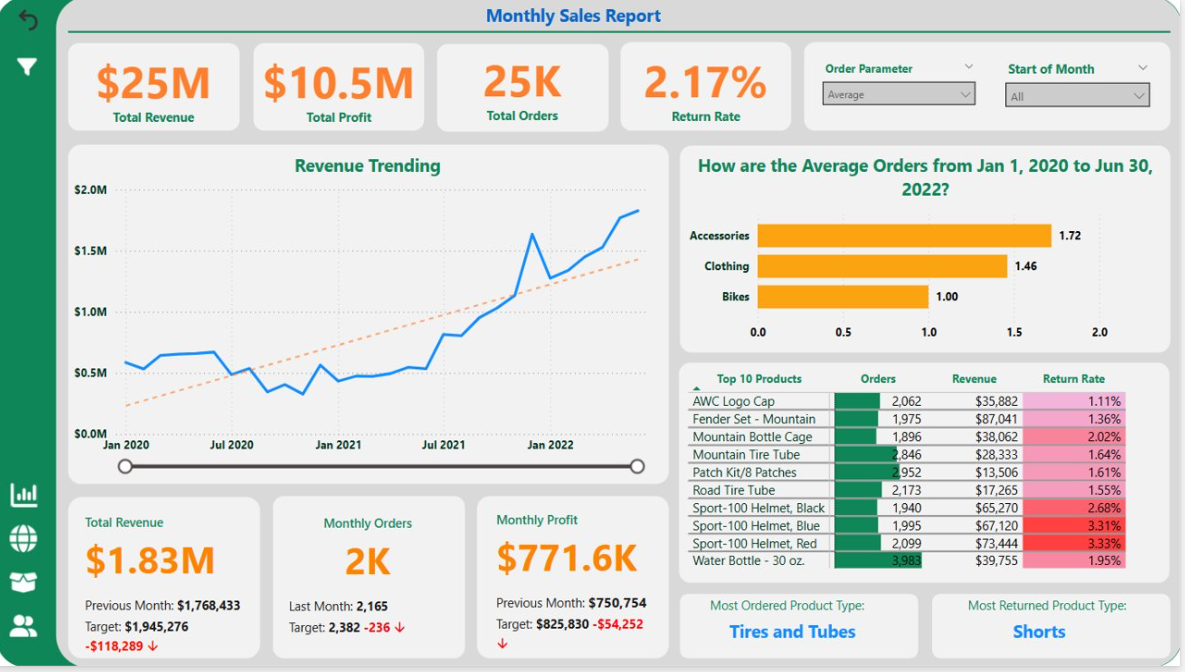 Monthly Sales Report
$25M
Total Revenue
$10.5M
Total Profit
25K
Total Orders
2.17%
Return Rate
Order Parameter
Average
Start of Month
All
Revenue Trending
$2.0M
$1.5M
$1.0M
$0.5M
$0.0M
Jan 2020
Jul 2020
Jan 2021
Jul 2021
Jan 2022
How are the Average Orders from Jan 1, 2020 to Jun 30,
2022?
Accessories 1.72
Clothing 1.46
Bikes 1.00
0.0 0.5 1.0 1.5 2.0
Top 10 Products Orders Revenue Return Rate
AWC Logo Cap 2,062 $35,882 1.11%
Fender Set - Mountain 1,975 $87,041 1.36%
Mountain Bottle Cage 1,896 $38,062 2.02%
Mountain Tire Tube 2,846 $28,333 1.64%
Patch Kit/8 Patches 2,952 $13,506 1.61%
Road Tire Tube 2,173 $17,265 1.55%
Sport-100 Helmet, Black 1,940 $65,270 2.68%
Sport-100 Helmet, Blue 1,995 $67,120 3.31%
Sport-100 Helmet, Red 2,099 $73,444 3.33%
Water Bottle - 30 oz. 3,983 $39,755 1.95%
Total Revenue
$1.83M
Previous Month: $1,768,433
Target: $1,945,276
-$118,289 ↓
Monthly Orders
2K
Last Month: 2,165
Target: 2,382 -236 ↓
Monthly Profit
$771.6K
Previous Month: $750,754
Target: $825,830 -$54,252
↓
Most Ordered Product Type:
Tires and Tubes
Most Returned Product Type:
Shorts